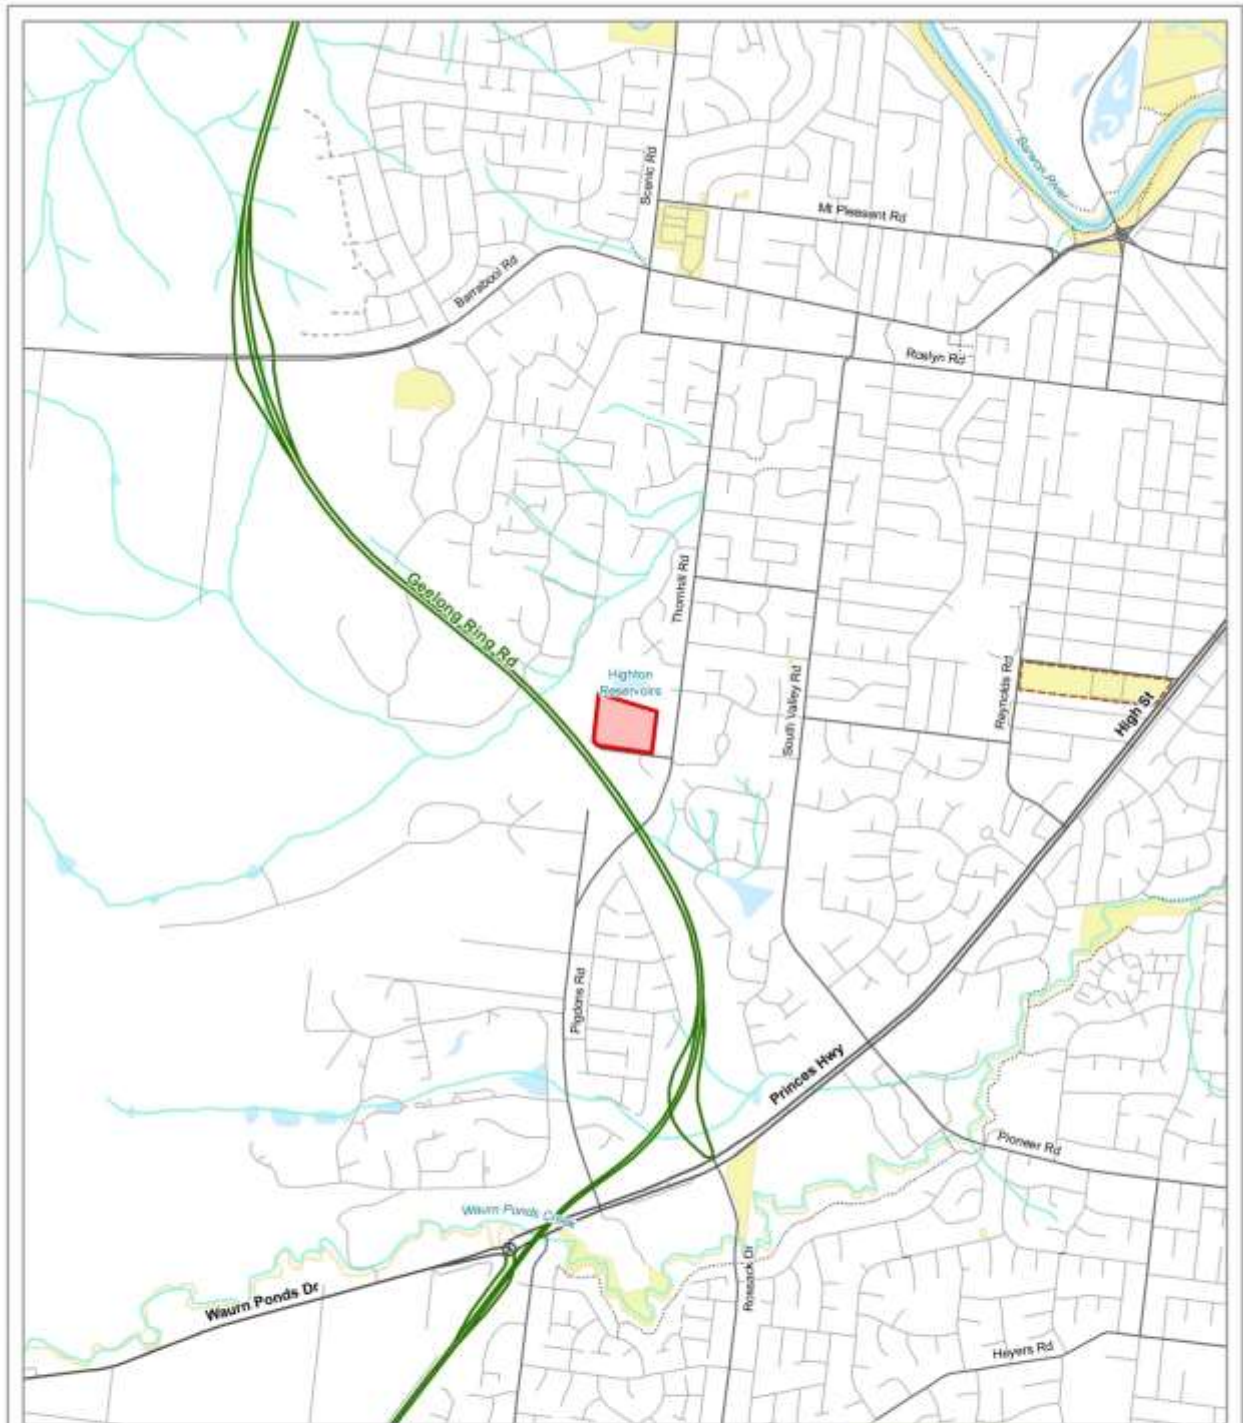 Scenic Rd
Barwon River
Mt Pleasant Rd
Barrabool Rd
Roslyn Rd
Thornhill Rd
Geelong Ring Rd
Highton
Reservoirs
South Valley Rd
Reynolds Rd
High St
Pigdons Rd
Princes Hwy
Pioneer Rd
Waurn Ponds Creek
Waurn Ponds Dr
Rossack Dr
Heyers Rd